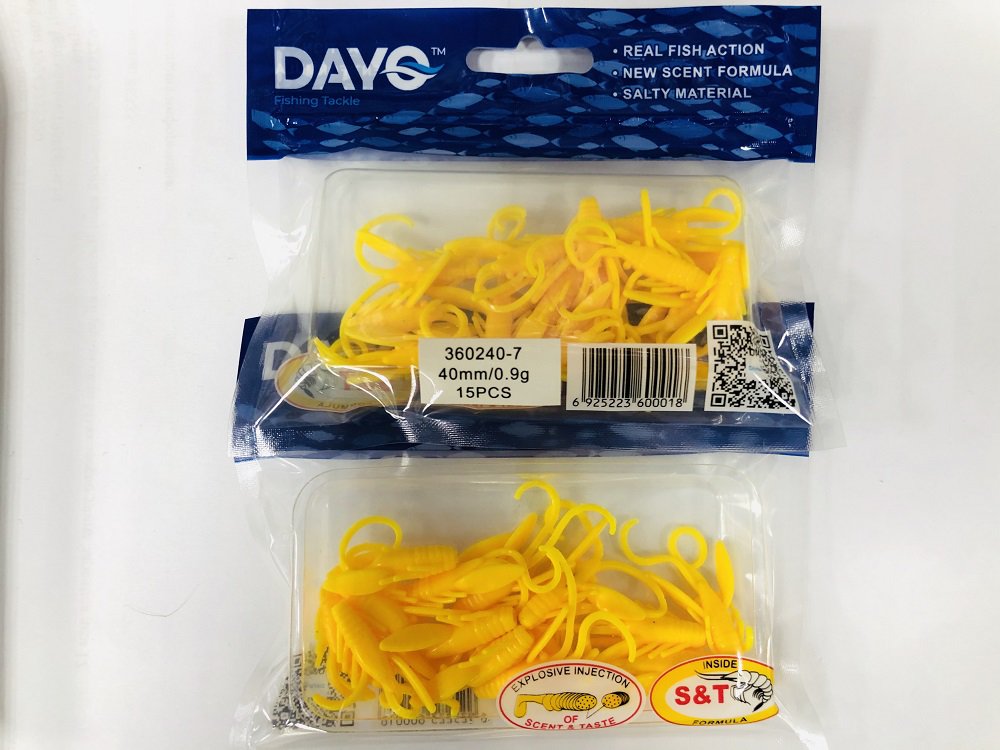 DAYO™
Fishing Tackle
• REAL FISH ACTION
• NEW SCENT FORMULA
• SALTY MATERIAL
360240-7
40mm/0.9g
15PCS
6 925223 600018
EXPLOSIVE INJECTION
OF
SCENT & TASTE
INSIDE
S&T
FORMULA